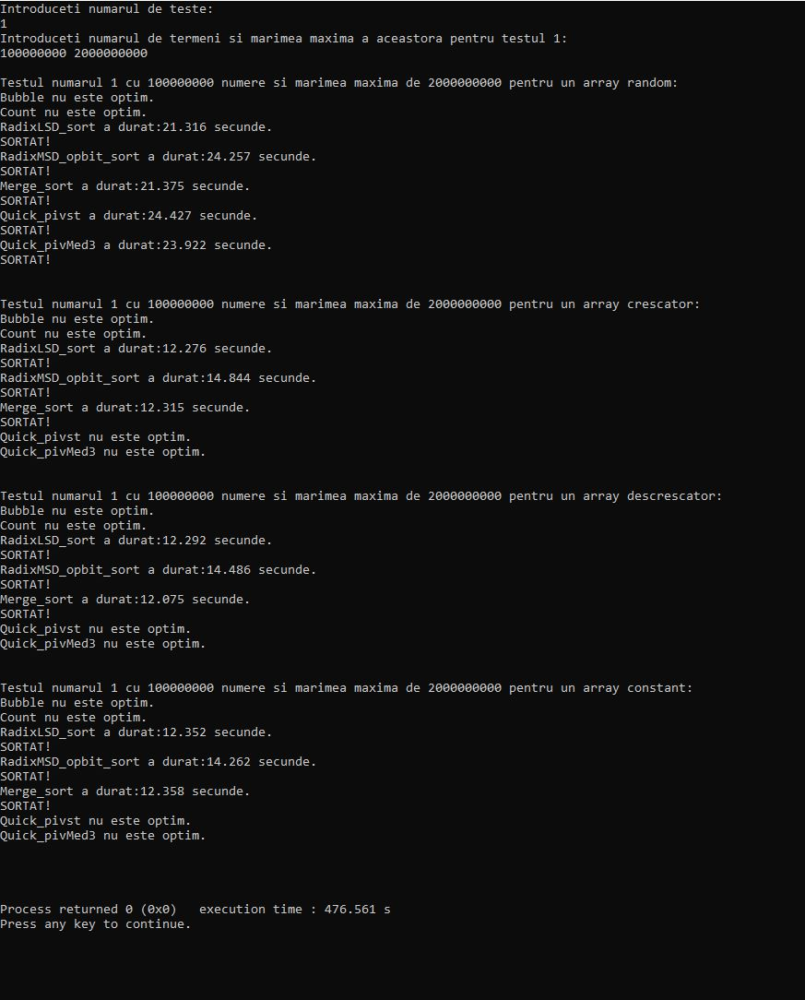 Introduceti numarul de teste:
1
Introduceti numarul de termeni si marimea maxima a aceastora pentru testul 1:
100000000 2000000000
Testul numarul 1 cu 100000000 numere si marimea maxima de 2000000000 pentru un array random:
Bubble nu este optim.
Count nu este optim.
RadixLSD_sort a durat:21.316 secunde.
SORTAT!
RadixMSD_opbit_sort a durat:24.257 secunde.
SORTAT!
Merge_sort a durat:21.375 secunde.
SORTAT!
Quick_pivst a durat:24.427 secunde.
SORTAT!
Quick_pivMed3 a durat:23.922 secunde.
SORTAT!
Testul numarul 1 cu 100000000 numere si marimea maxima de 2000000000 pentru un array crescator:
Bubble nu este optim.
Count nu este optim.
RadixLSD_sort a durat:12.276 secunde.
SORTAT!
RadixMSD_opbit_sort a durat:14.844 secunde.
SORTAT!
Merge_sort a durat:12.315 secunde.
SORTAT!
Quick_pivst nu este optim.
Quick_pivMed3 nu este optim.
Testul numarul 1 cu 100000000 numere si marimea maxima de 2000000000 pentru un array descrescator:
Bubble nu este optim.
Count nu este optim.
RadixLSD_sort a durat:12.292 secunde.
SORTAT!
RadixMSD_opbit_sort a durat:14.486 secunde.
SORTAT!
Merge_sort a durat:12.075 secunde.
SORTAT!
Quick_pivst nu este optim.
Quick_pivMed3 nu este optim.
Testul numarul 1 cu 100000000 numere si marimea maxima de 2000000000 pentru un array constant:
Bubble nu este optim.
Count nu este optim.
RadixLSD_sort a durat:12.352 secunde.
SORTAT!
RadixMSD_opbit_sort a durat:14.262 secunde.
SORTAT!
Merge_sort a durat:12.358 secunde.
SORTAT!
Quick_pivst nu este optim.
Quick_pivMed3 nu este optim.
Process returned 0 (0x0)   execution time : 476.561 s
Press any key to continue.